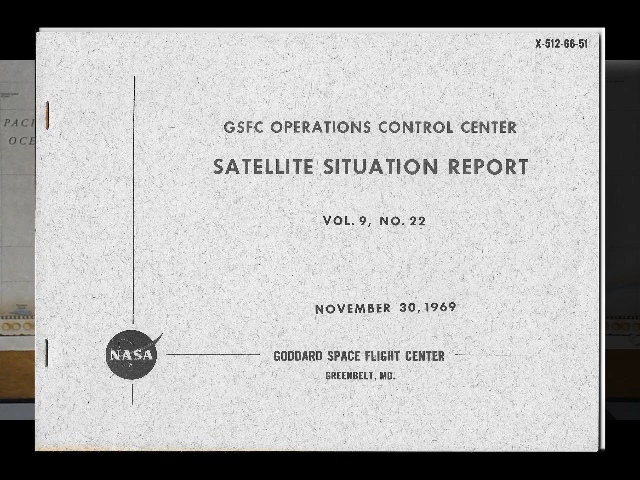 X-512-66-51
GSFC OPERATIONS CONTROL CENTER
SATELLITE SITUATION REPORT
VOL. 9, NO. 22
NOVEMBER 30, 1969
NASA
GODDARD SPACE FLIGHT CENTER
GREENBELT, MD.